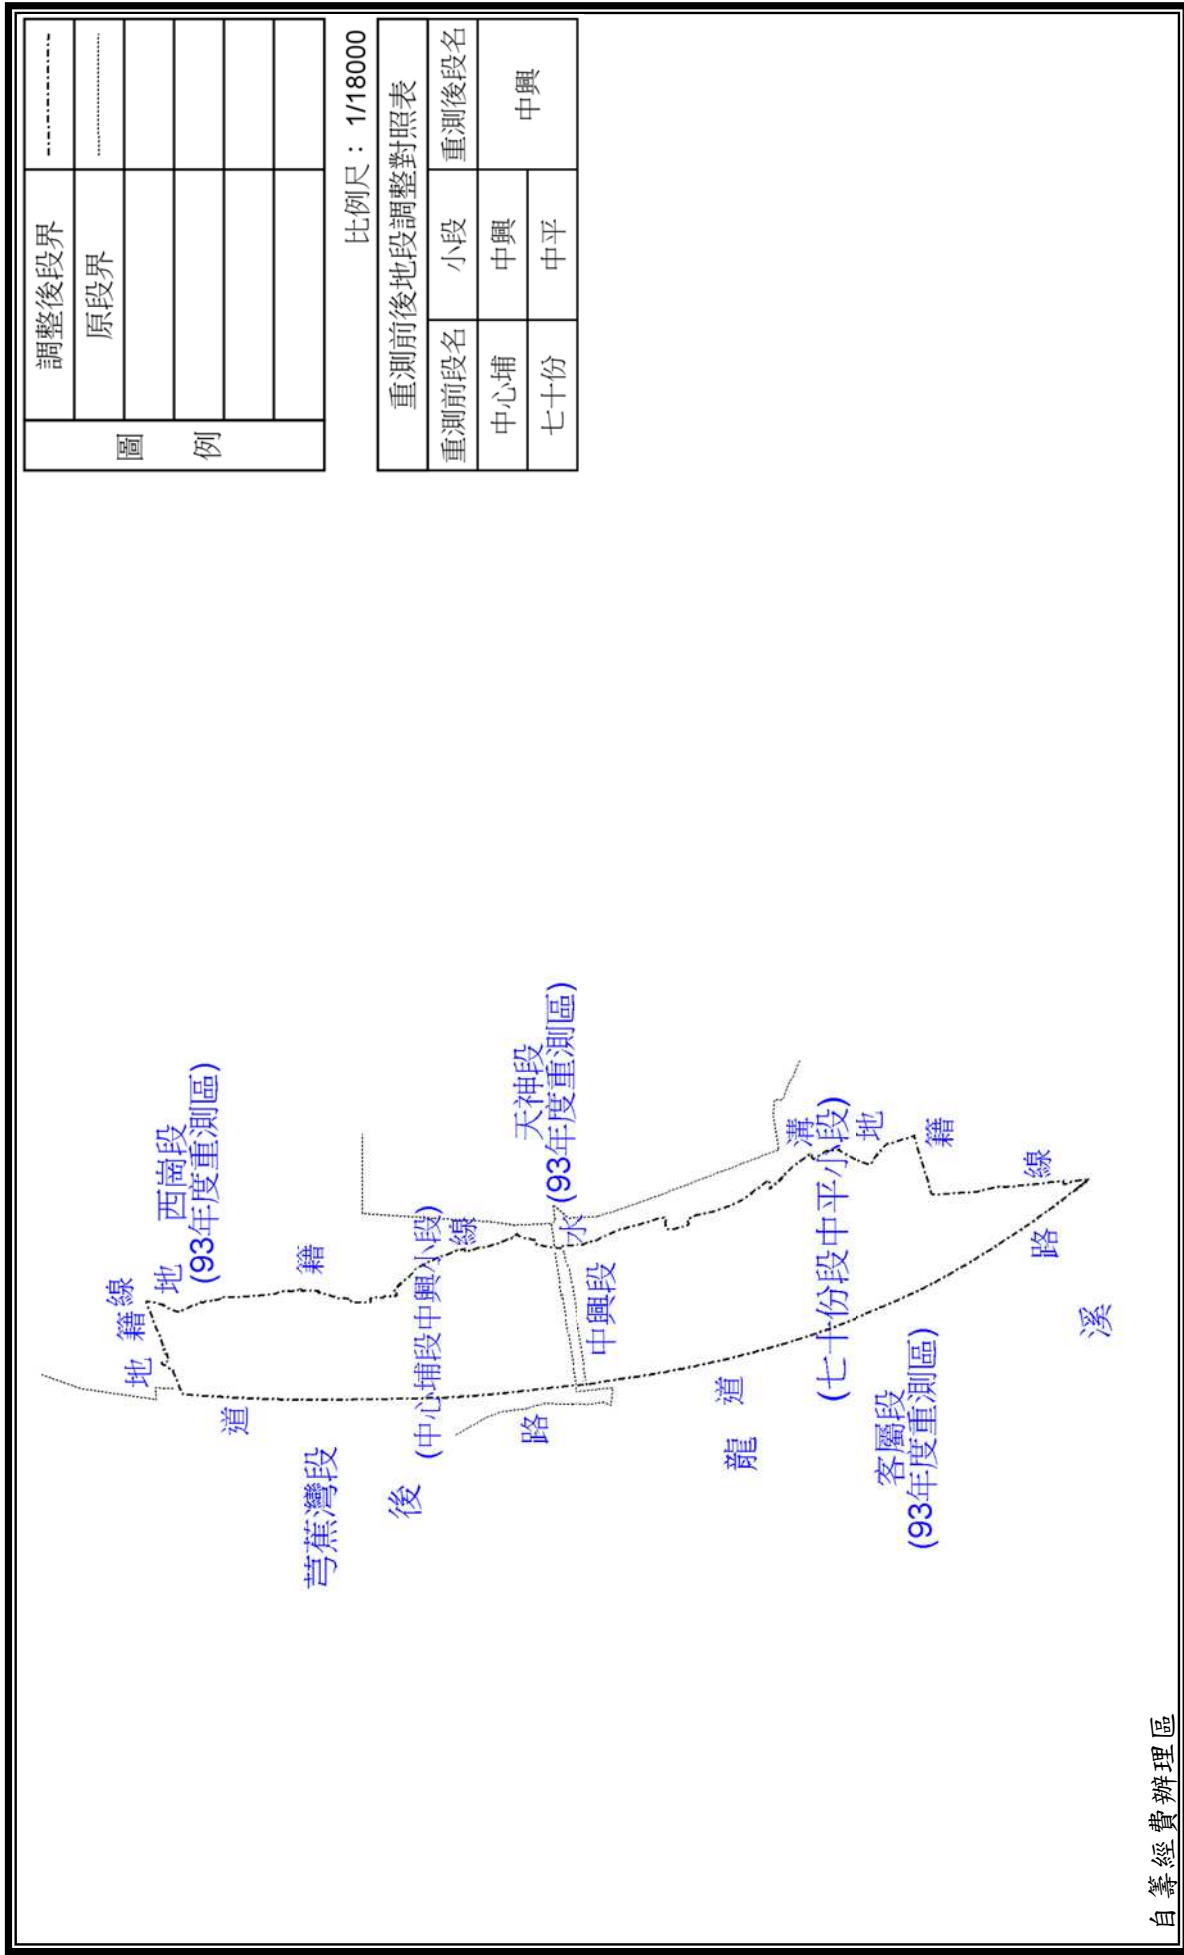 圖例
調整後段界
原段界
比例尺：1/18000
重測前後地段調整對照表
重測前段名 小段 重測後段名
中心埔 中興 中興
七十份 中平
西崗段
(93年度重測區)
地籍線
地籍線
天神段
(93年度重測區)
水溝
地籍線
(中心埔段中興小段)
中興段
(七十份段中平小段)
道路
道路
芎蕉灣段
後龍溪
客屬段
(93年度重測區)
自籌經費辦理區